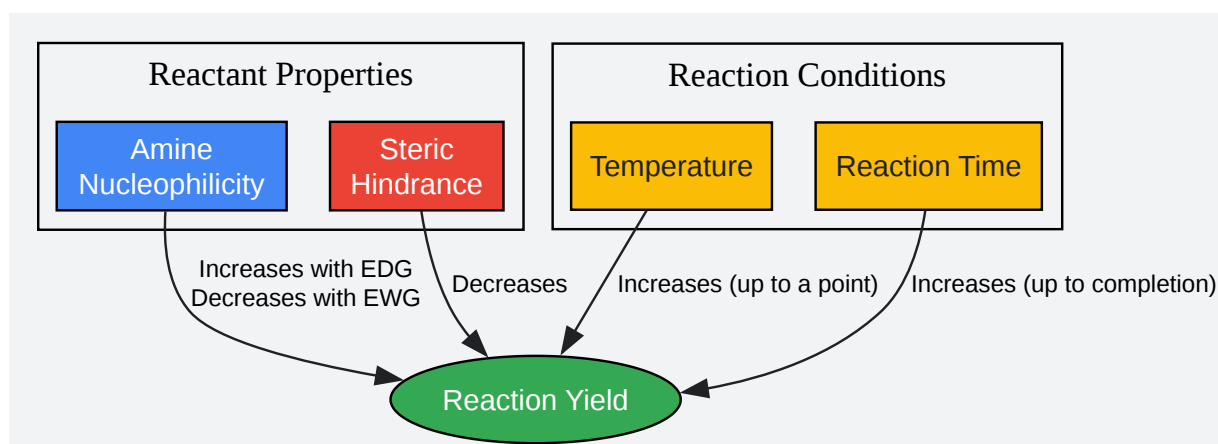 Reactant Properties
Reaction Conditions
Amine
Nucleophilicity
Steric
Hindrance
Temperature
Reaction Time
Increases with EDG
Decreases with EWG
Decreases
Increases (up to a point)
Increases (up to completion)
Reaction Yield